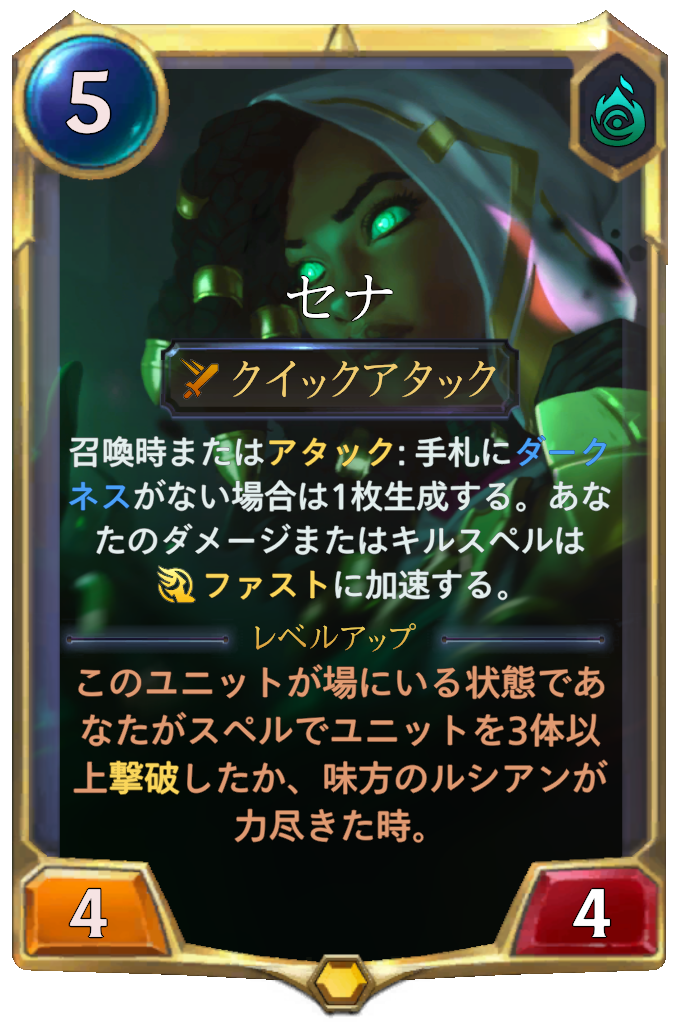 5
セナ
クイックアタック
召喚時またはアタック: 手札にダーク
ネスがない場合は1枚生成する。あな
たのダメージまたはキルスペルは
ファストに加速する。
レベルアップ
このユニットが場にいる状態であ
なたがスペルでユニットを3体以
上撃破したか、味方のルシアンが
力尽きた時。
4
4